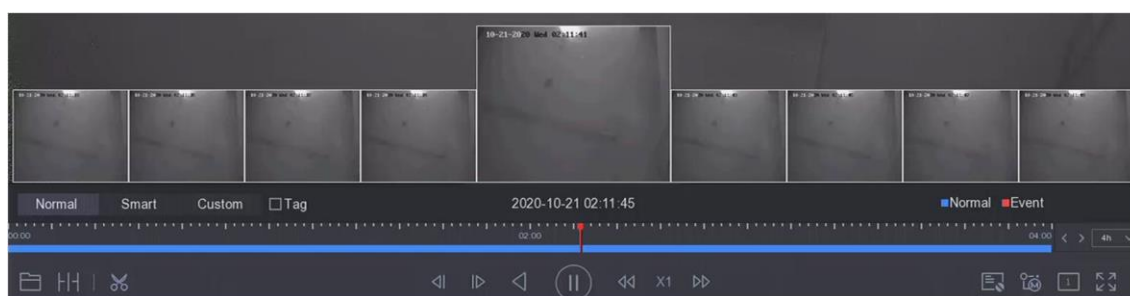 10-21-2020 Wed 02:11:41
Normal Smart Custom Tag 2020-10-21 02:11:45 Normal Event
00:00 02:00 04:00 4h
X1 M 1